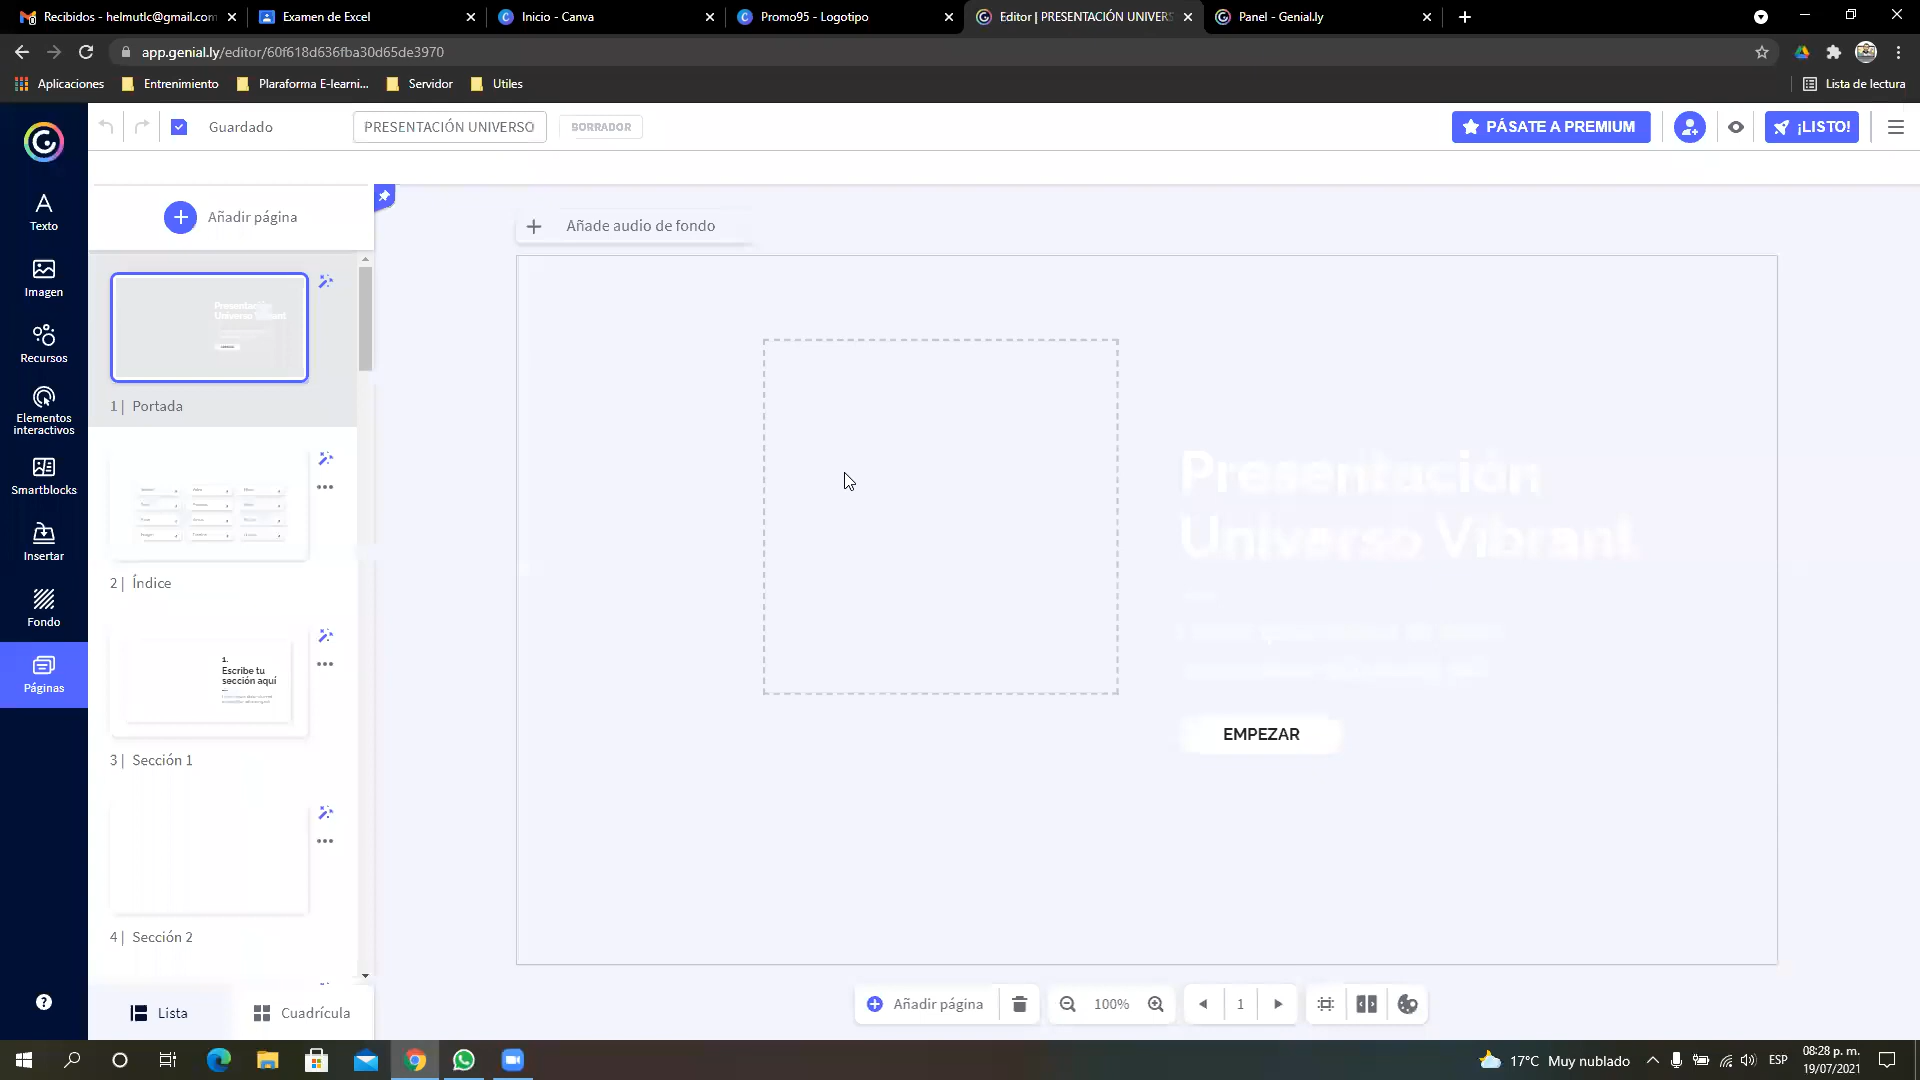 Recibidos - helmutlc@gmail.com
Examen de Excel
Inicio - Canva
Promo95 - Logotipo
Editor | PRESENTACIÓN UNIVERS
Panel - Genial.ly
app.genial.ly/editor/60f618d636fba30d65de3970
Aplicaciones
Entrenimiento
Plaraforma E-learni...
Servidor
Utiles
Lista de lectura
Guardado
PRESENTACIÓN UNIVERSO
BORRADOR
PÁSATE A PREMIUM
¡LISTO!
Texto
Imagen
Recursos
Elementos
interactivos
Smartblocks
Insertar
Fondo
Páginas
Añadir página
Presentación
Universo Vibrant
1 | Portada
2 | Índice
1.
Escribe tu
sección aquí
3 | Sección 1
4 | Sección 2
Lista
Cuadrícula
Añade audio de fondo
Presentación
Universo Vibrant
EMPEZAR
Añadir página
100%
1
17°C Muy nublado
ESP
08:28 p. m.
19/07/2021